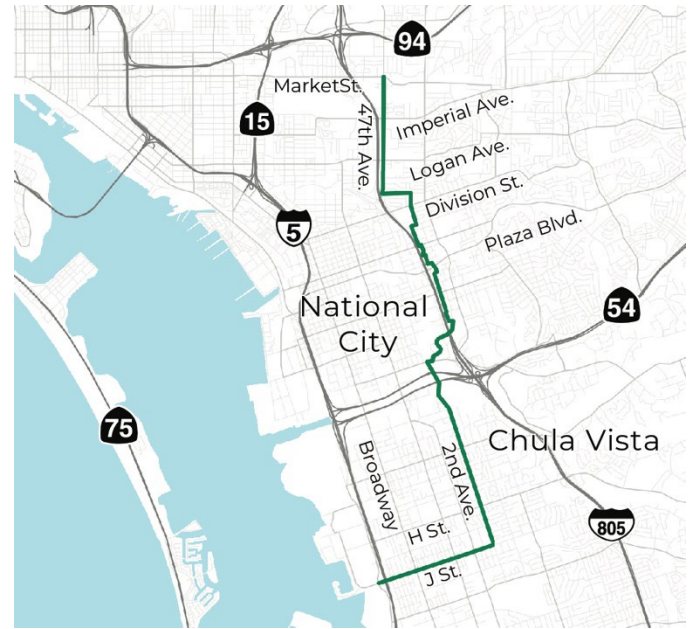 94
MarketSt.
15
47th Ave.
Imperial Ave.
Logan Ave.
Division St.
5
Plaza Blvd.
National
City
54
75
Broadway
2nd Ave.
Chula Vista
H St.
J St.
805